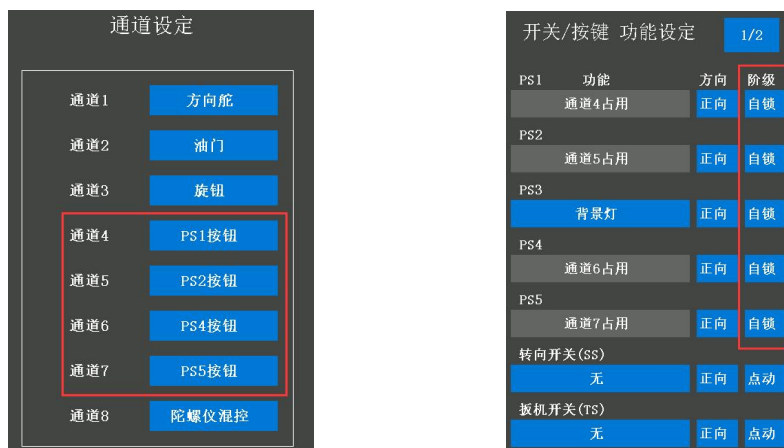 通道设定
通道1 方向舵
通道2 油门
通道3 旋钮
通道4 PS1按钮
通道5 PS2按钮
通道6 PS4按钮
通道7 PS5按钮
通道8 陀螺仪混控
开关/按键 功能设定 1/2
PS1 功能 方向 阶级
通道4占用 正向 自锁
PS2
通道5占用 正向 自锁
PS3
背景灯 正向 自锁
PS4
通道6占用 正向 自锁
PS5
通道7占用 正向 自锁
转向开关(SS)
无 正向 点动
扳机开关(TS)
无 正向 点动